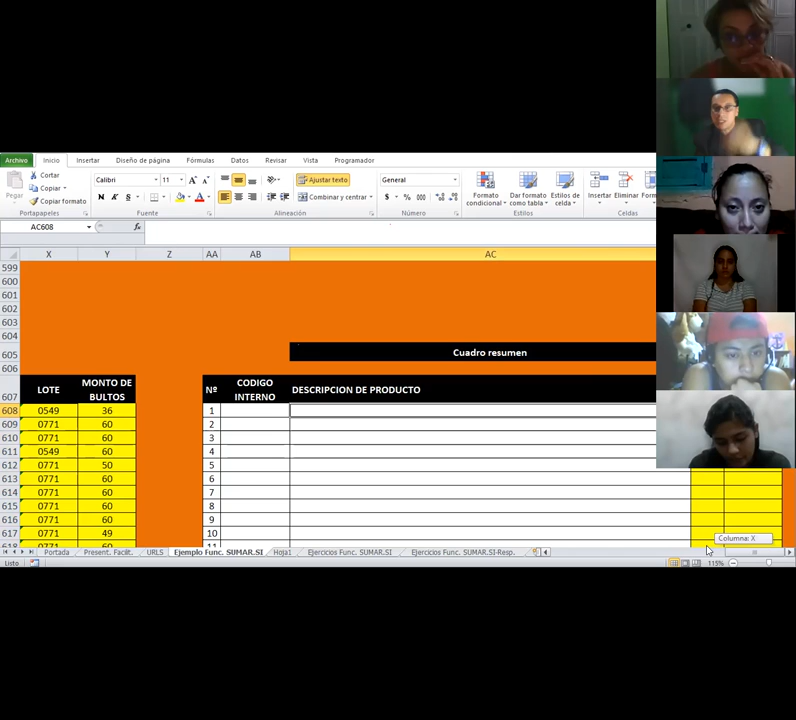 Archivo Inicio Insertar Diseño de página Fórmulas Datos Revisar Vista Programador
Pegar
Cortar
Copiar
Copiar formato
Portapapeles
Calibri 11
N K S
Fuente
Ajustar texto
Combinar y centrar
Alineación
General
$ % 000
Número
Formato condicional
Dar formato como tabla
Estilos de celda
Estilos
Insertar Eliminar
Celdas
AC608 fx
X Y Z AA AB AC
599
600
601
602
603
604
605 Cuadro resumen
606
607 LOTE MONTO DE BULTOS Nº CODIGO INTERNO DESCRIPCION DE PRODUCTO
608 0549 36 1
609 0771 60 2
610 0771 60 3
611 0549 60 4
612 0771 50 5
613 0771 60 6
614 0771 60 7
615 0771 60 8
616 0771 60 9
617 0771 49 10
618 0771 60 11
Columna: X
Portada Present. Facilt. URLS Ejemplo Func. SUMAR.SI Hoja1 Ejercicios Func. SUMAR.SI Ejercicios Func. SUMAR.SI-Resp.
Listo 115%